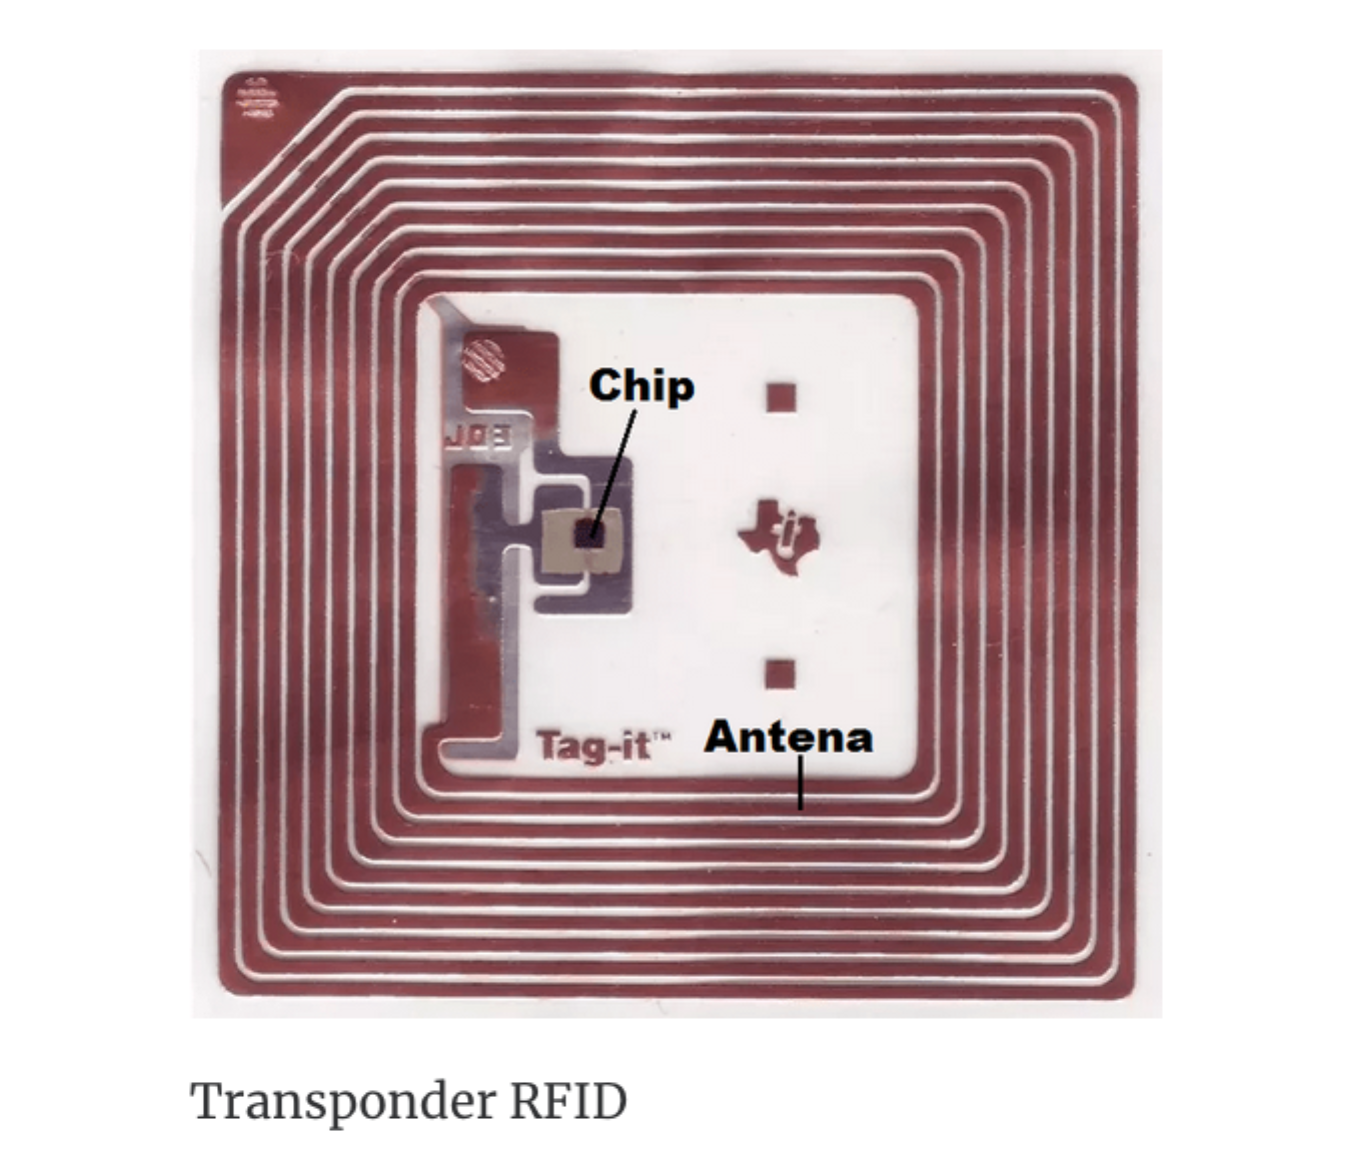 Chip
Tag-it™
Antena
Transponder RFID